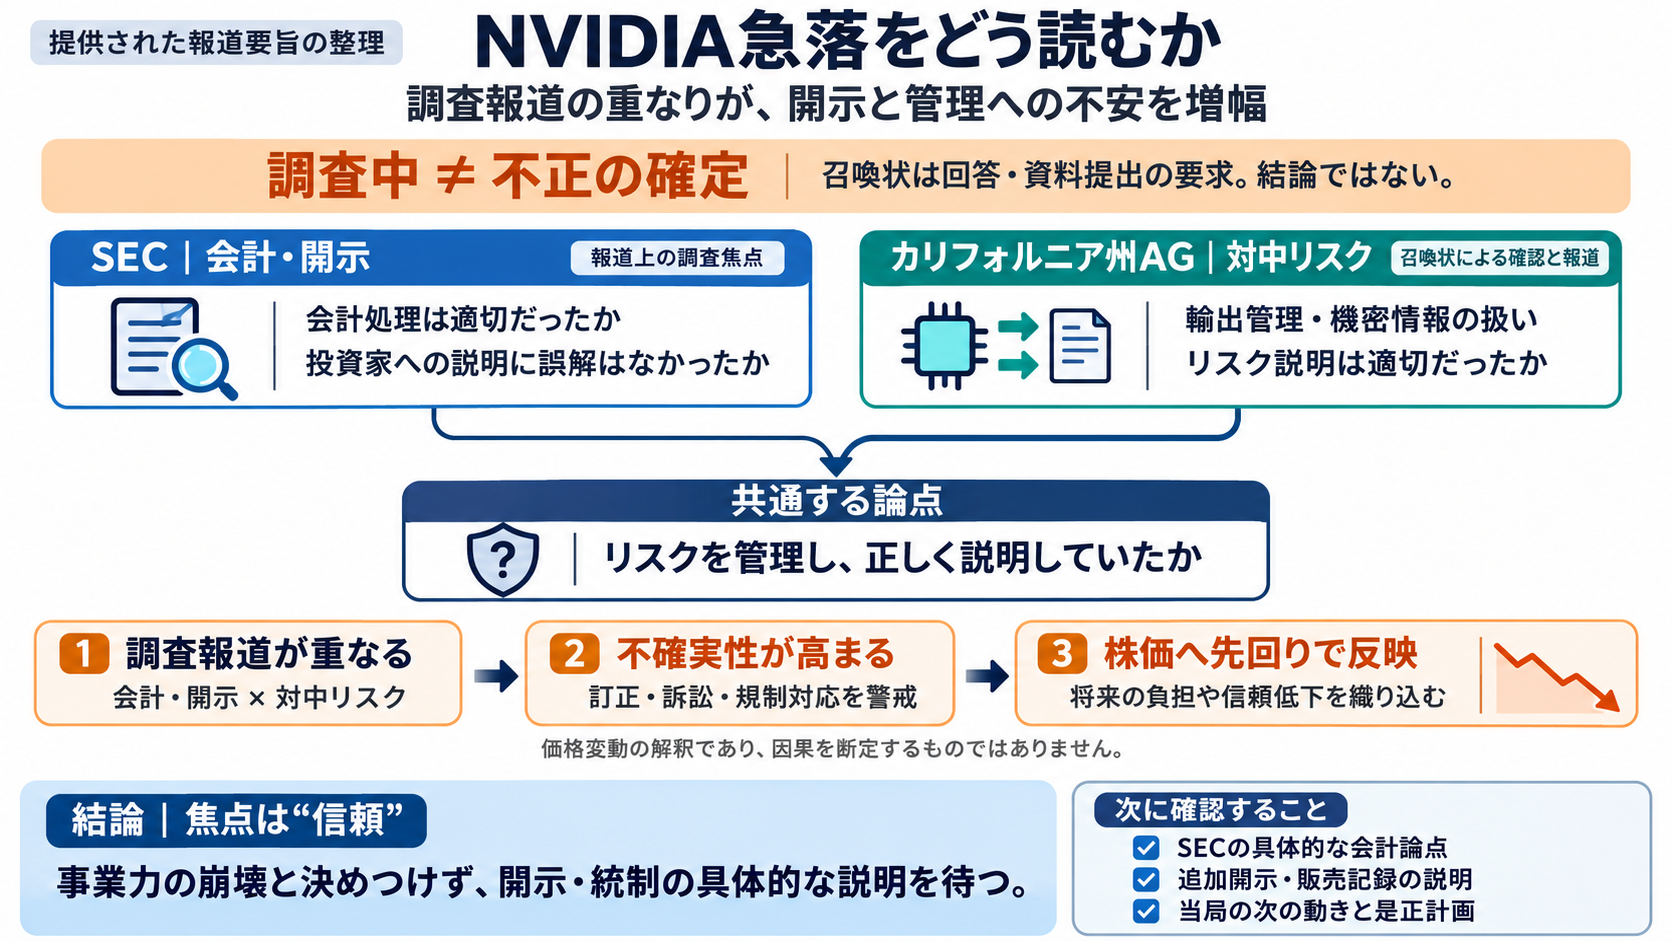 提供された報道要旨の整理
NVIDIA急落をどう読むか
調査報道の重なりが、開示と管理への不安を増幅
調査中 ≠ 不正の確定
召喚状は回答・資料提出の要求。結論ではない。
SEC｜会計・開示
報道上の調査焦点
会計処理は適切だったか
投資家への説明に誤解はなかったか
カリフォルニア州AG｜対中リスク
召喚状による確認と報道
輸出管理・機密情報の扱い
リスク説明は適切だったか
共通する論点
?
リスクを管理し、正しく説明していたか
1 調査報道が重なる
会計・開示 × 対中リスク
2 不確実性が高まる
訂正・訴訟・規制対応を警戒
3 株価へ先回りで反映
将来の負担や信頼低下を織り込む
価格変動の解釈であり、因果を断定するものではありません。
結論｜焦点は“信頼”
事業力の崩壊と決めつけず、開示・統制の具体的な説明を待つ。
次に確認すること
SECの具体的な会計論点
追加開示・販売記録の説明
当局の次の動きと是正計画